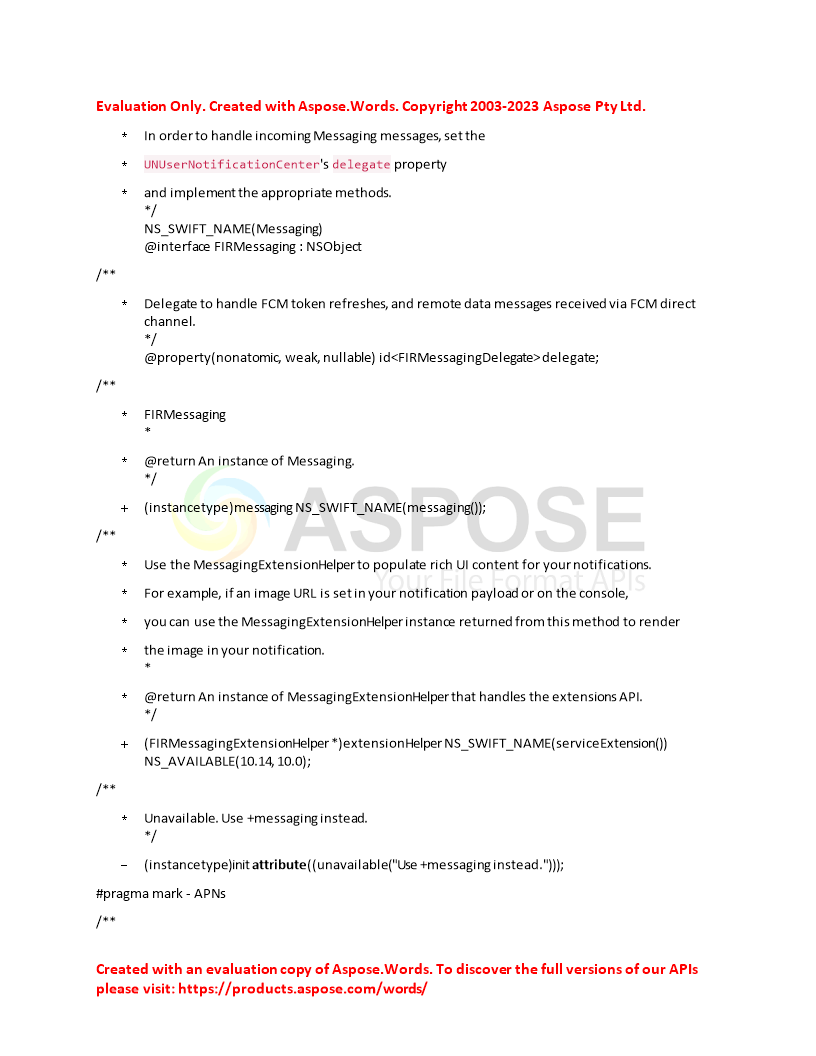 Evaluation Only. Created with Aspose.Words. Copyright 2003-2023 Aspose Pty Ltd.
* In order to handle incoming Messaging messages, set the
* UNUserNotificationCenter's delegate property
* and implement the appropriate methods.
*/
NS_SWIFT_NAME(Messaging)
@interface FIRMessaging : NSObject
/**
* Delegate to handle FCM token refreshes, and remote data messages received via FCM direct
channel.
*/
@property(nonatomic, weak, nullable) id<FIRMessagingDelegate> delegate;
/**
* FIRMessaging
*
* @return An instance of Messaging.
*/
+ (instancetype)messaging NS_SWIFT_NAME(messaging());
ASPOSE
/**
* Use the MessagingExtensionHelper to populate rich UI content for your notifications.
Your File Format APIs
* For example, if an image URL is set in your notification payload or on the console,
* you can use the MessagingExtensionHelper instance returned from this method to render
* the image in your notification.
*
* @return An instance of MessagingExtensionHelper that handles the extensions API.
*/
+ (FIRMessagingExtensionHelper *)extensionHelper NS_SWIFT_NAME(serviceExtension())
NS_AVAILABLE(10.14, 10.0);
/**
* Unavailable. Use +messaging instead.
*/
− (instancetype)init attribute((unavailable("Use +messaging instead.")));
#pragma mark - APNs
/**
Created with an evaluation copy of Aspose.Words. To discover the full versions of our APIs
please visit: https://products.aspose.com/words/